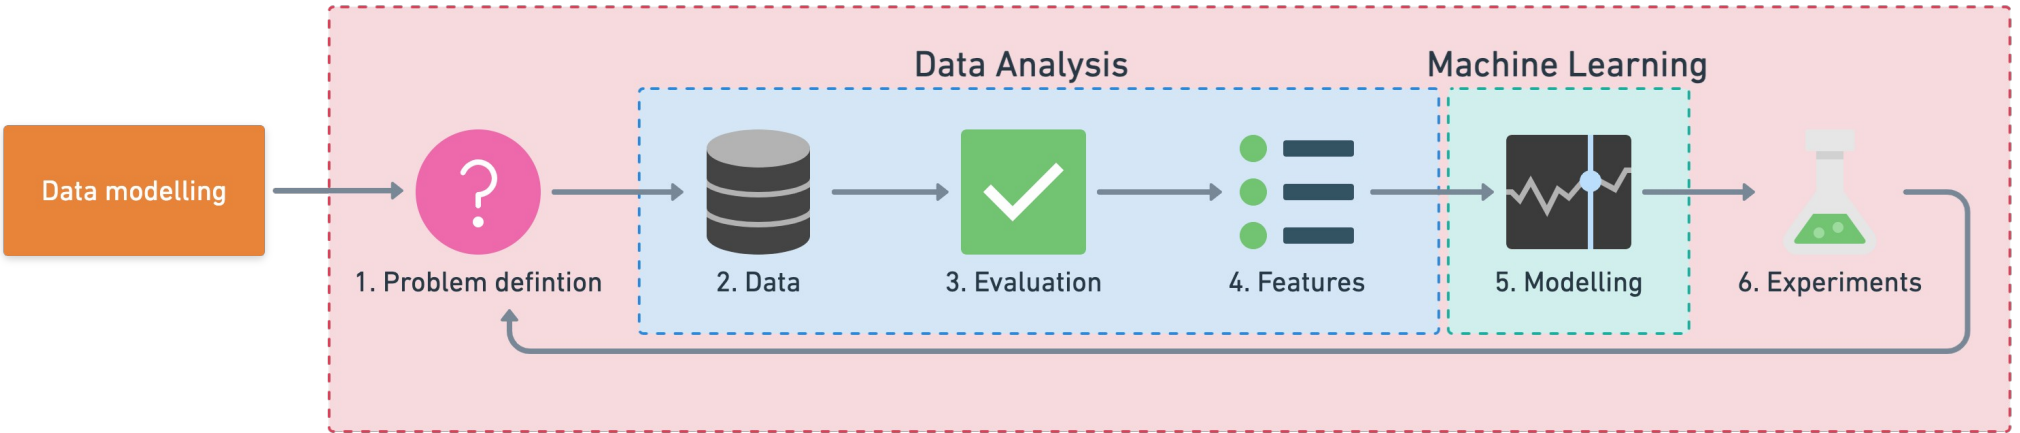 Data Analysis
Machine Learning
Data modelling
1. Problem defintion
2. Data
3. Evaluation
4. Features
5. Modelling
6. Experiments